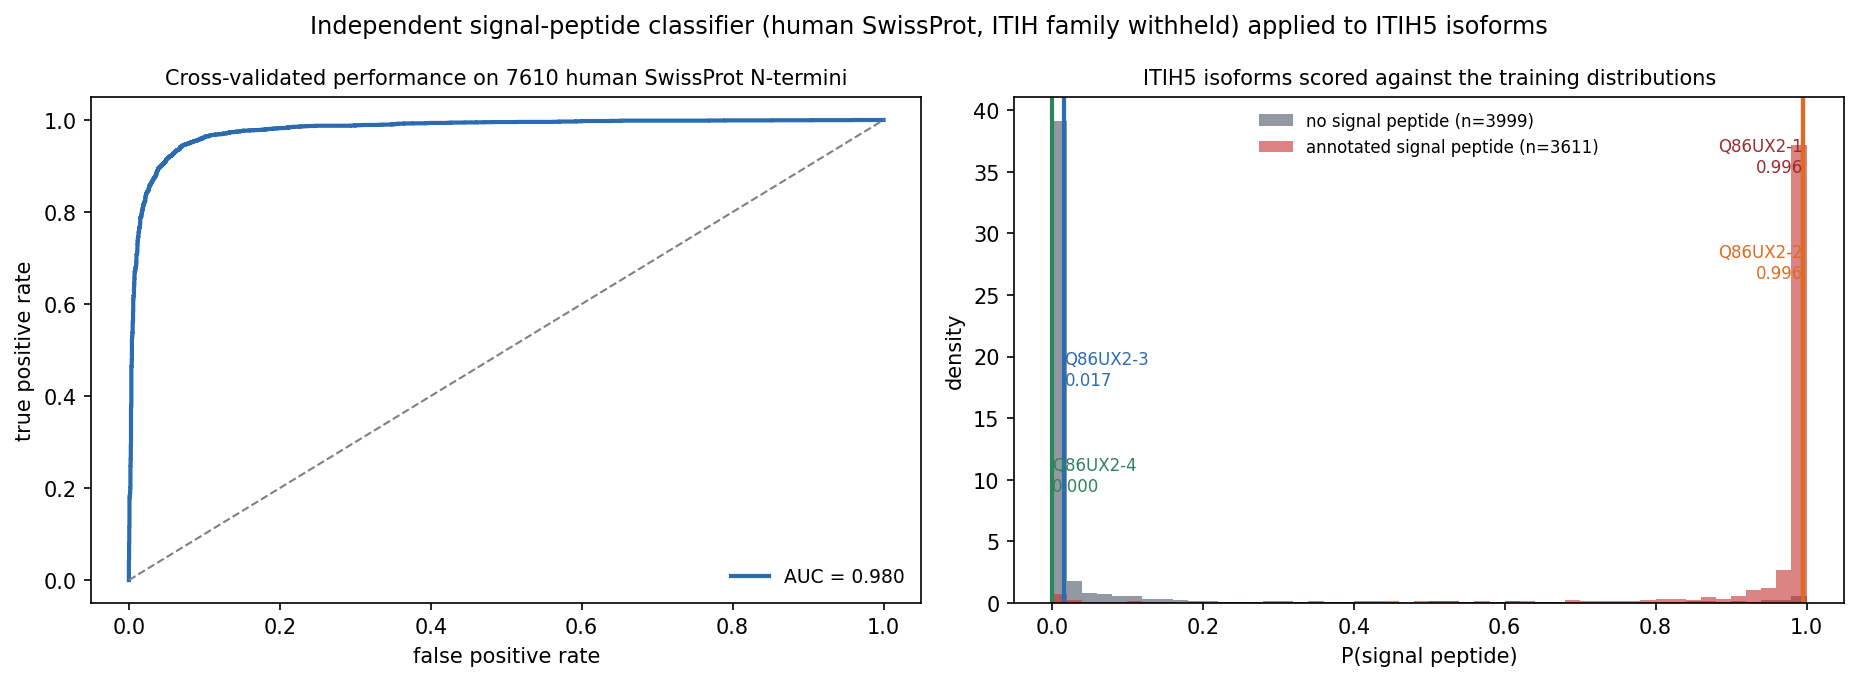 Independent signal-peptide classifier (human SwissProt, ITIH family withheld) applied to ITIH5 isoforms
Cross-validated performance on 7610 human SwissProt N-termini
true positive rate
1.0
0.8
0.6
0.4
0.2
0.0
AUC = 0.980
0.0
0.2
0.4
0.6
0.8
1.0
false positive rate
ITIH5 isoforms scored against the training distributions
density
40
35
30
25
20
15
10
5
0
no signal peptide (n=3999)
annotated signal peptide (n=3611)
Q86UX2-1
0.996
Q86UX2-2
0.996
Q86UX2-3
0.017
Q86UX2-4
0.000
0.0
0.2
0.4
0.6
0.8
1.0
P(signal peptide)